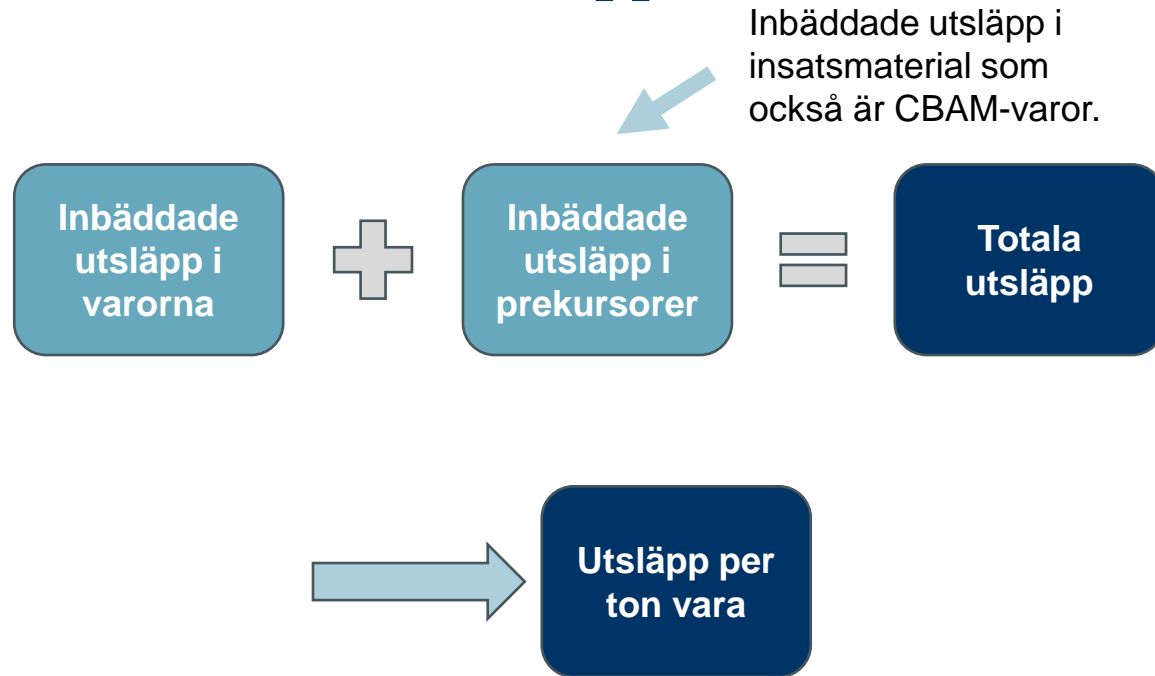 Inbäddade utsläpp i
insatsmaterial som
också är CBAM-varor.
Inbäddade
utsläpp i
varorna
Inbäddade
utsläpp i
prekursorer
Totala
utsläpp
Utsläpp per
ton vara